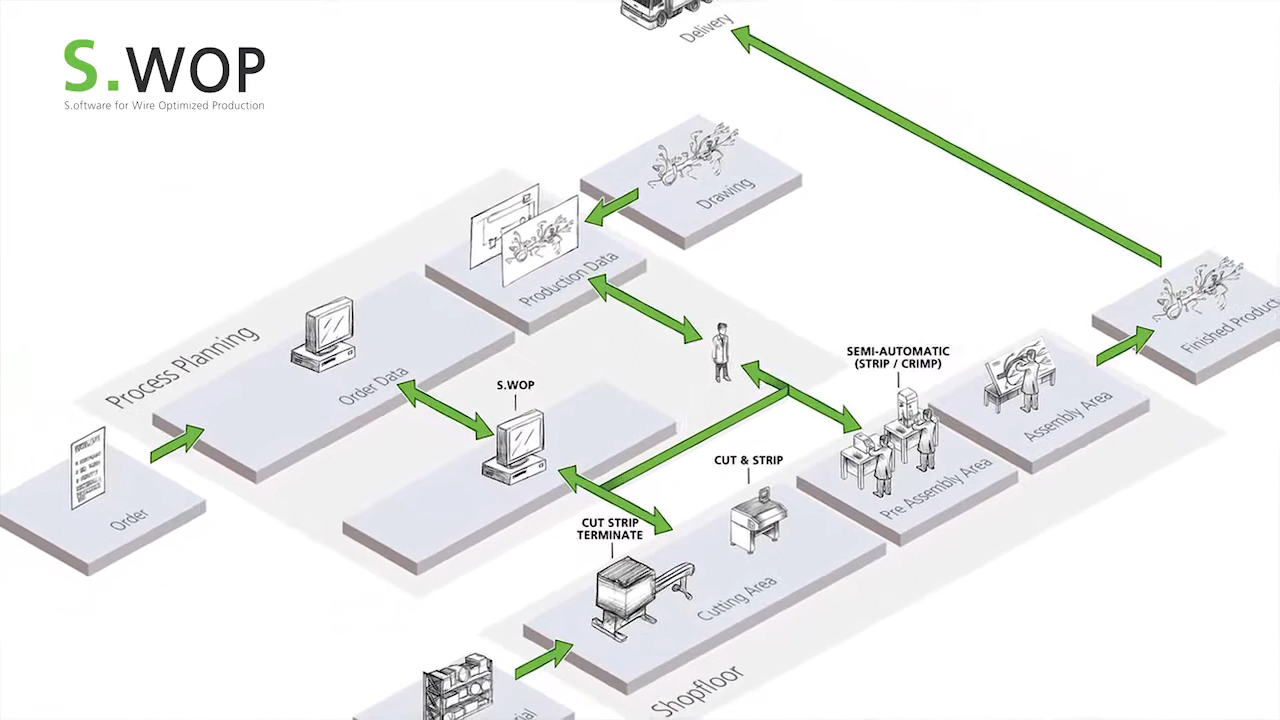 S.WOP
S.oftware for Wire Optimized Production
Delivery
Drawing
Production Data
Process Planning
Order Data
S.WOP
Order
SEMI-AUTOMATIC
(STRIP / CRIMP)
Finished Product
Assembly Area
Pre Assembly Area
CUT & STRIP
CUT STRIP
TERMINATE
Cutting Area
Shopfloor